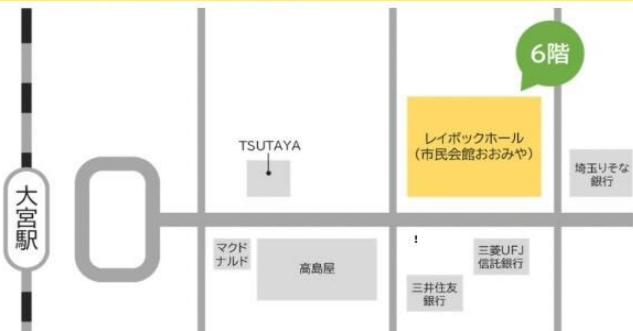 6階
レイボックホール
(市民会館おおみや)
TSUTAYA
埼玉りそな
銀行
大宮駅
マクド
ナルド
高島屋
!
三菱UFJ
信託銀行
三井住友
銀行